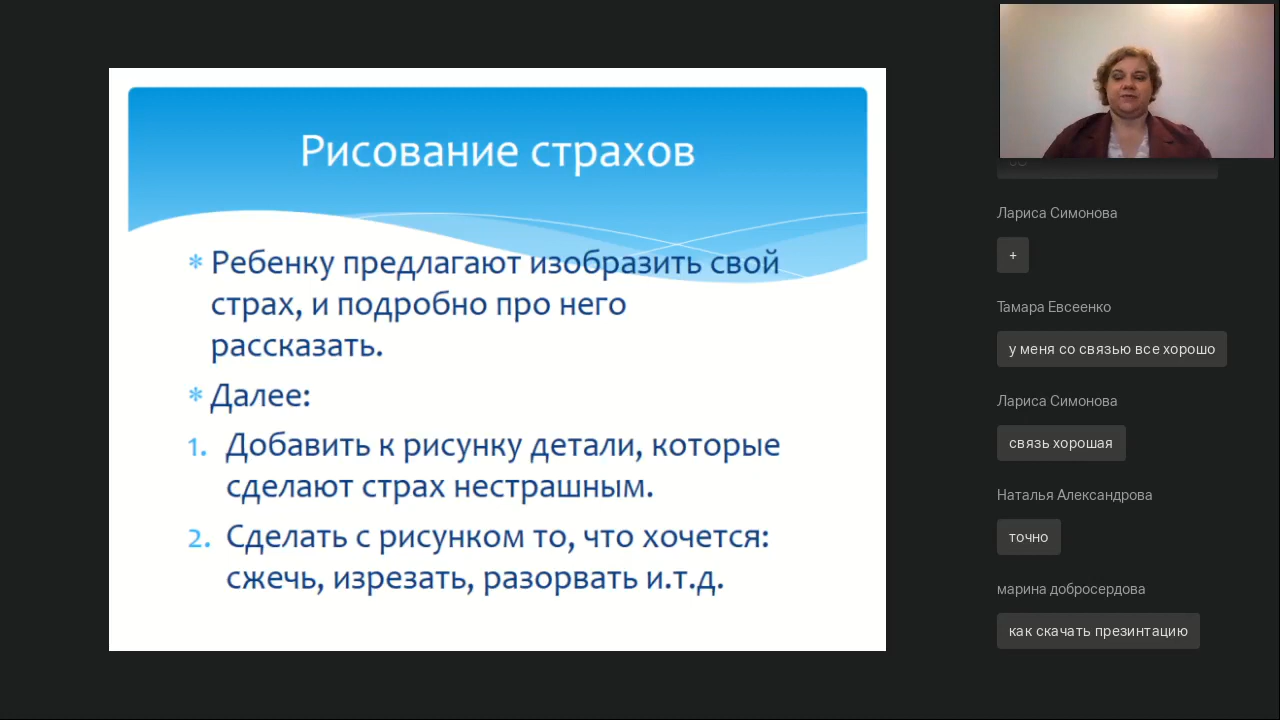 Рисование страхов
* Ребенку предлагают изобразить свой
страх, и подробно про него
рассказать.
* Далее:
1. Добавить к рисунку детали, которые
сделают страх нестрашным.
2. Сделать с рисунком то, что хочется:
сжечь, изрезать, разорвать и.т.д.
Лариса Симонова
+
Тамара Евсеенко
у меня со связью все хорошо
Лариса Симонова
связь хорошая
Наталья Александрова
точно
марина добросердова
как скачать презинтацию